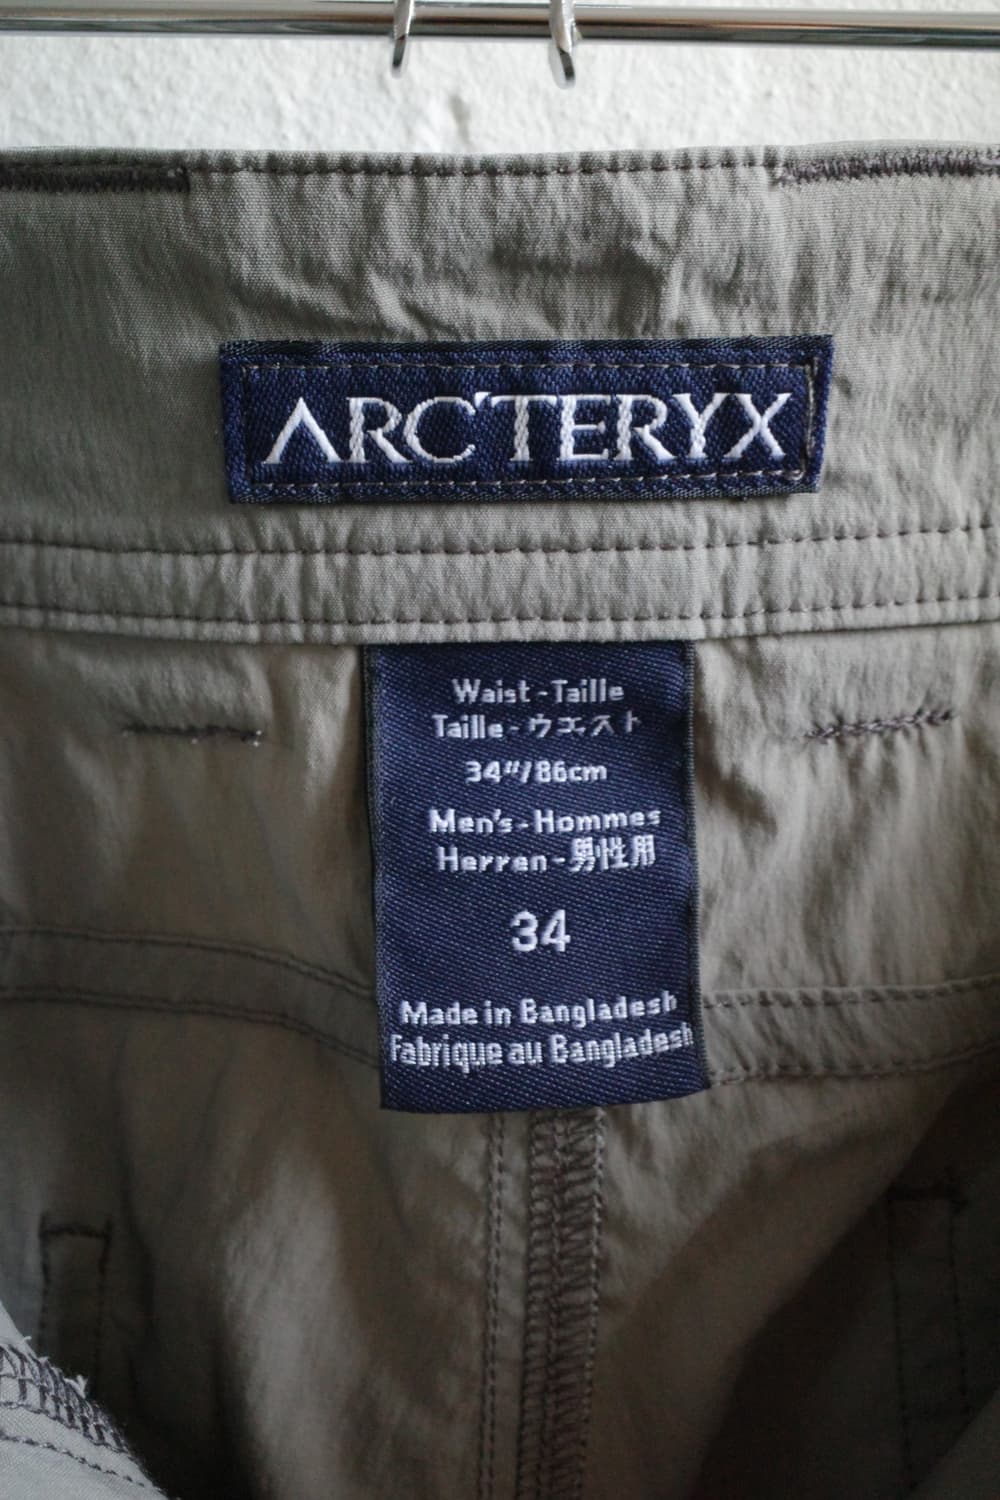 ARC'TERYX
Waist-Taille
Taille-ウエスト
34"/86cm
Men's-Hommes
Herren-男性用
34
Made in Bangladesh
Fabrique au Bangladesh